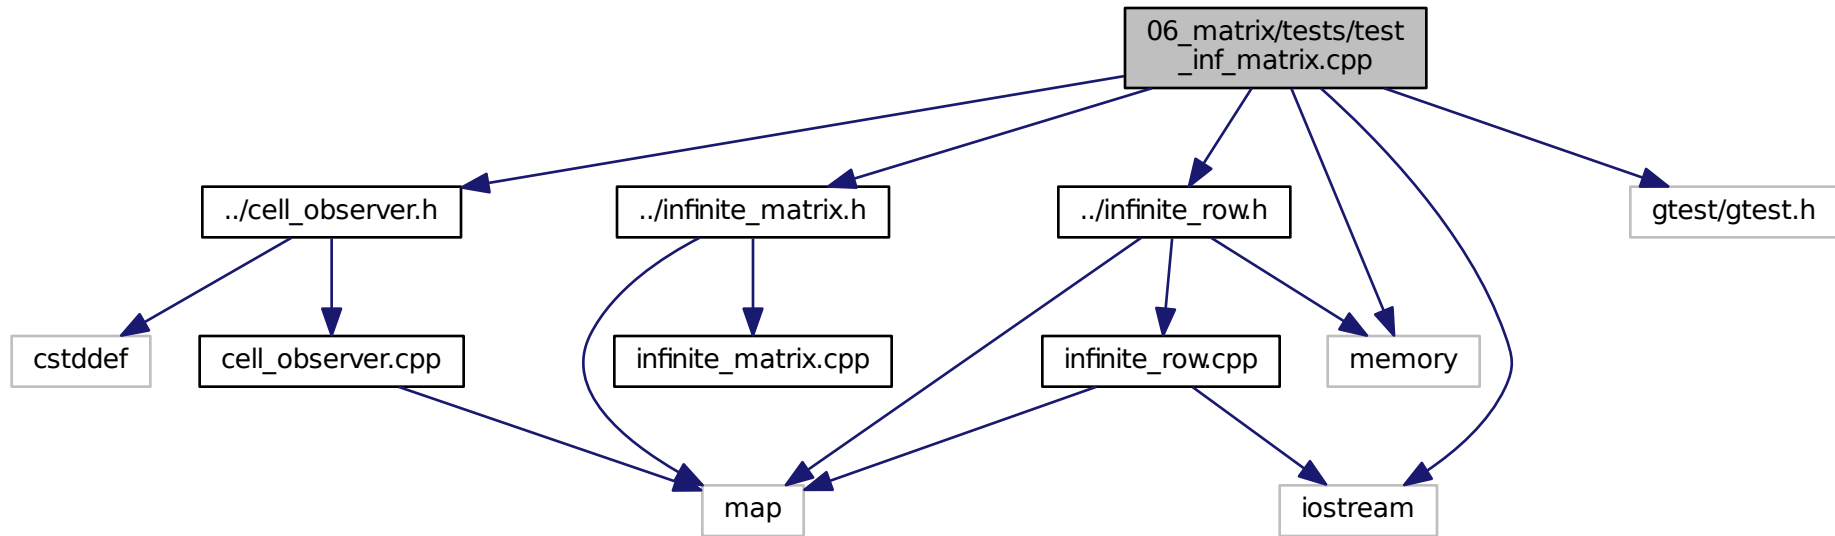 06_matrix/tests/test
_inf_matrix.cpp
../cell_observer.h
../infinite_matrix.h
../infinite_row.h
gtest/gtest.h
cstddef
cell_observer.cpp
infinite_matrix.cpp
infinite_row.cpp
memory
map
iostream